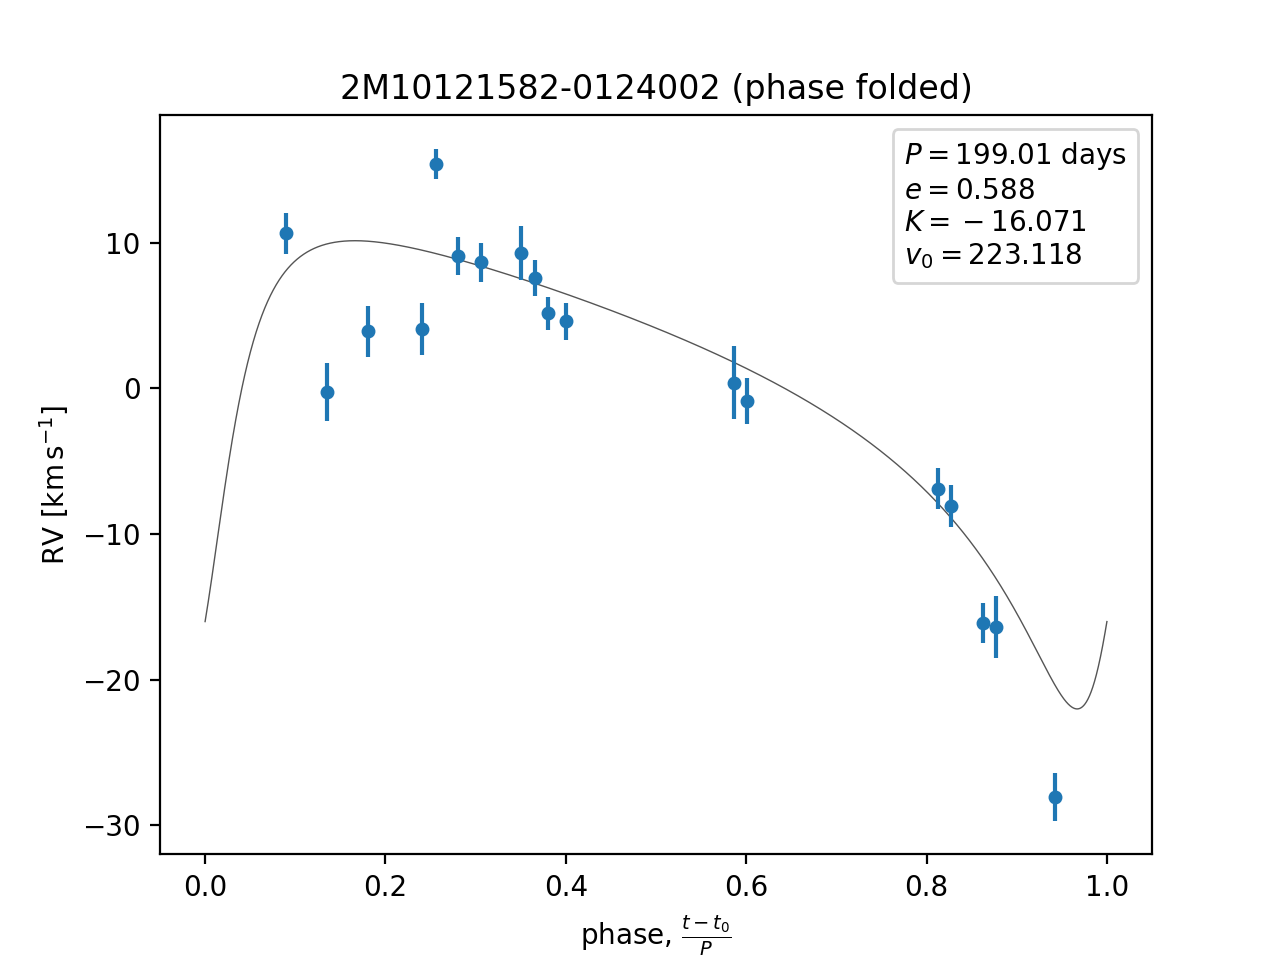 2M10121582-0124002 (phase folded)
P = 199.01 days
e = 0.588
K = − 16.071
v₀ = 223.118
10
0
−10
−20
−30
RV [km s⁻¹]
0.0 0.2 0.4 0.6 0.8 1.0
phase, (t − t₀)/P